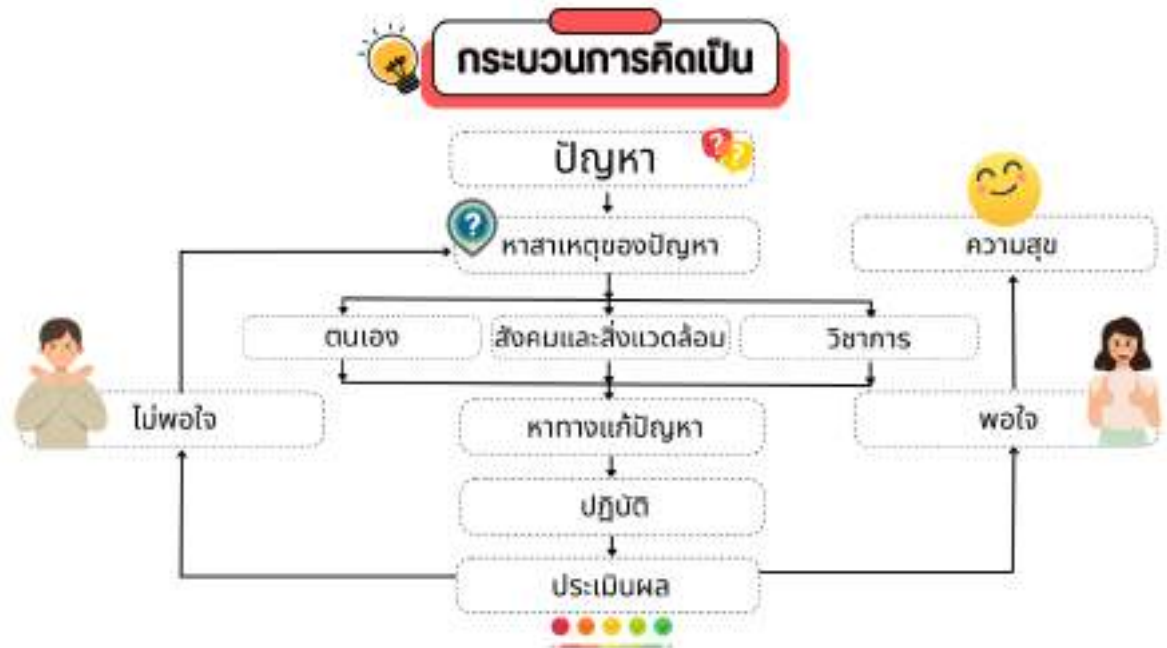 กระบวนการคิดเป็น
ปัญหา
? ?
?
หาสาเหตุของปัญหา
ความสุข
ตนเอง
สังคมและสิ่งแวดล้อม
วิชาการ
ไม่พอใจ
หาทางแก้ปัญหา
พอใจ
ปฏิบัติ
ประเมินผล